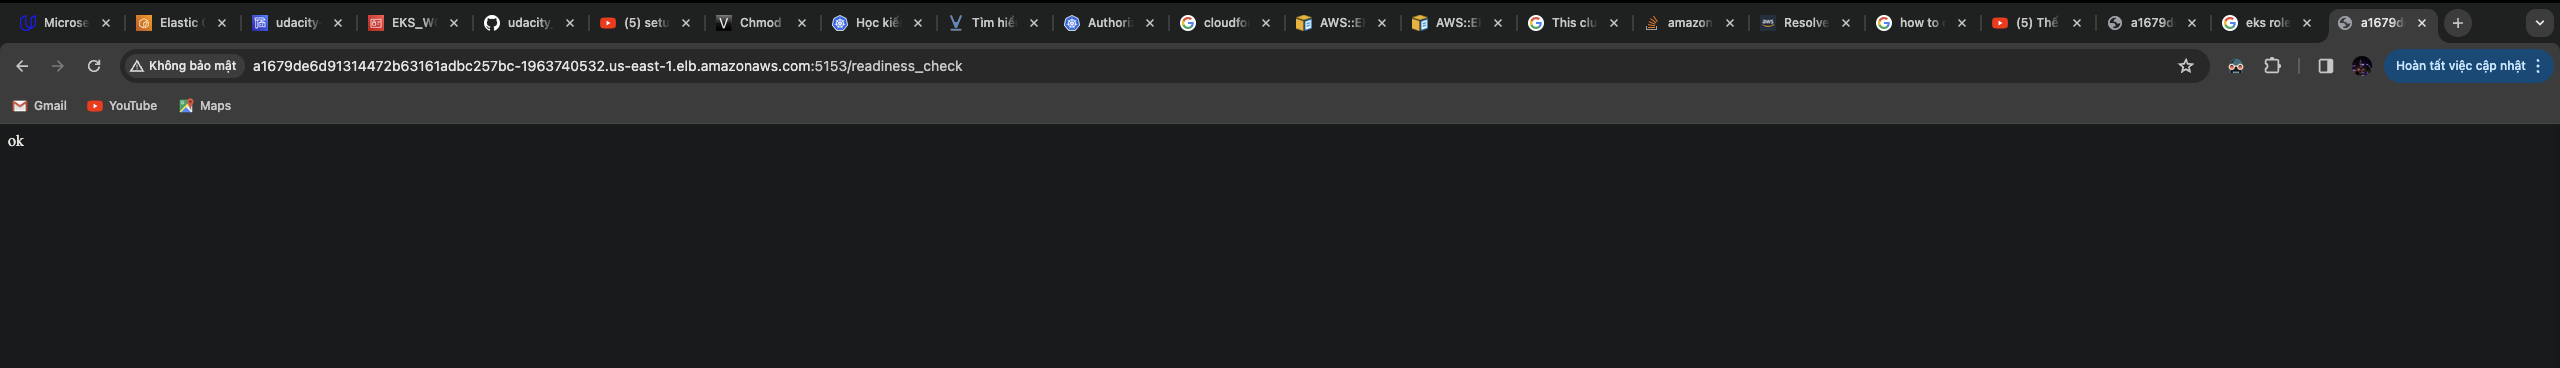 Microse Elastic udacity EKS_W udacity_ (5) setu Chmod Học kiế Tìm hiể Authori cloudfo AWS::E AWS::E This clu amazon Resolve how to (5) Thế a1679d eks role a1679d
Không bảo mật a1679de6d91314472b63161adbc257bc-1963740532.us-east-1.elb.amazonaws.com:5153/readiness_check Hoàn tất việc cập nhật
Gmail YouTube Maps
ok